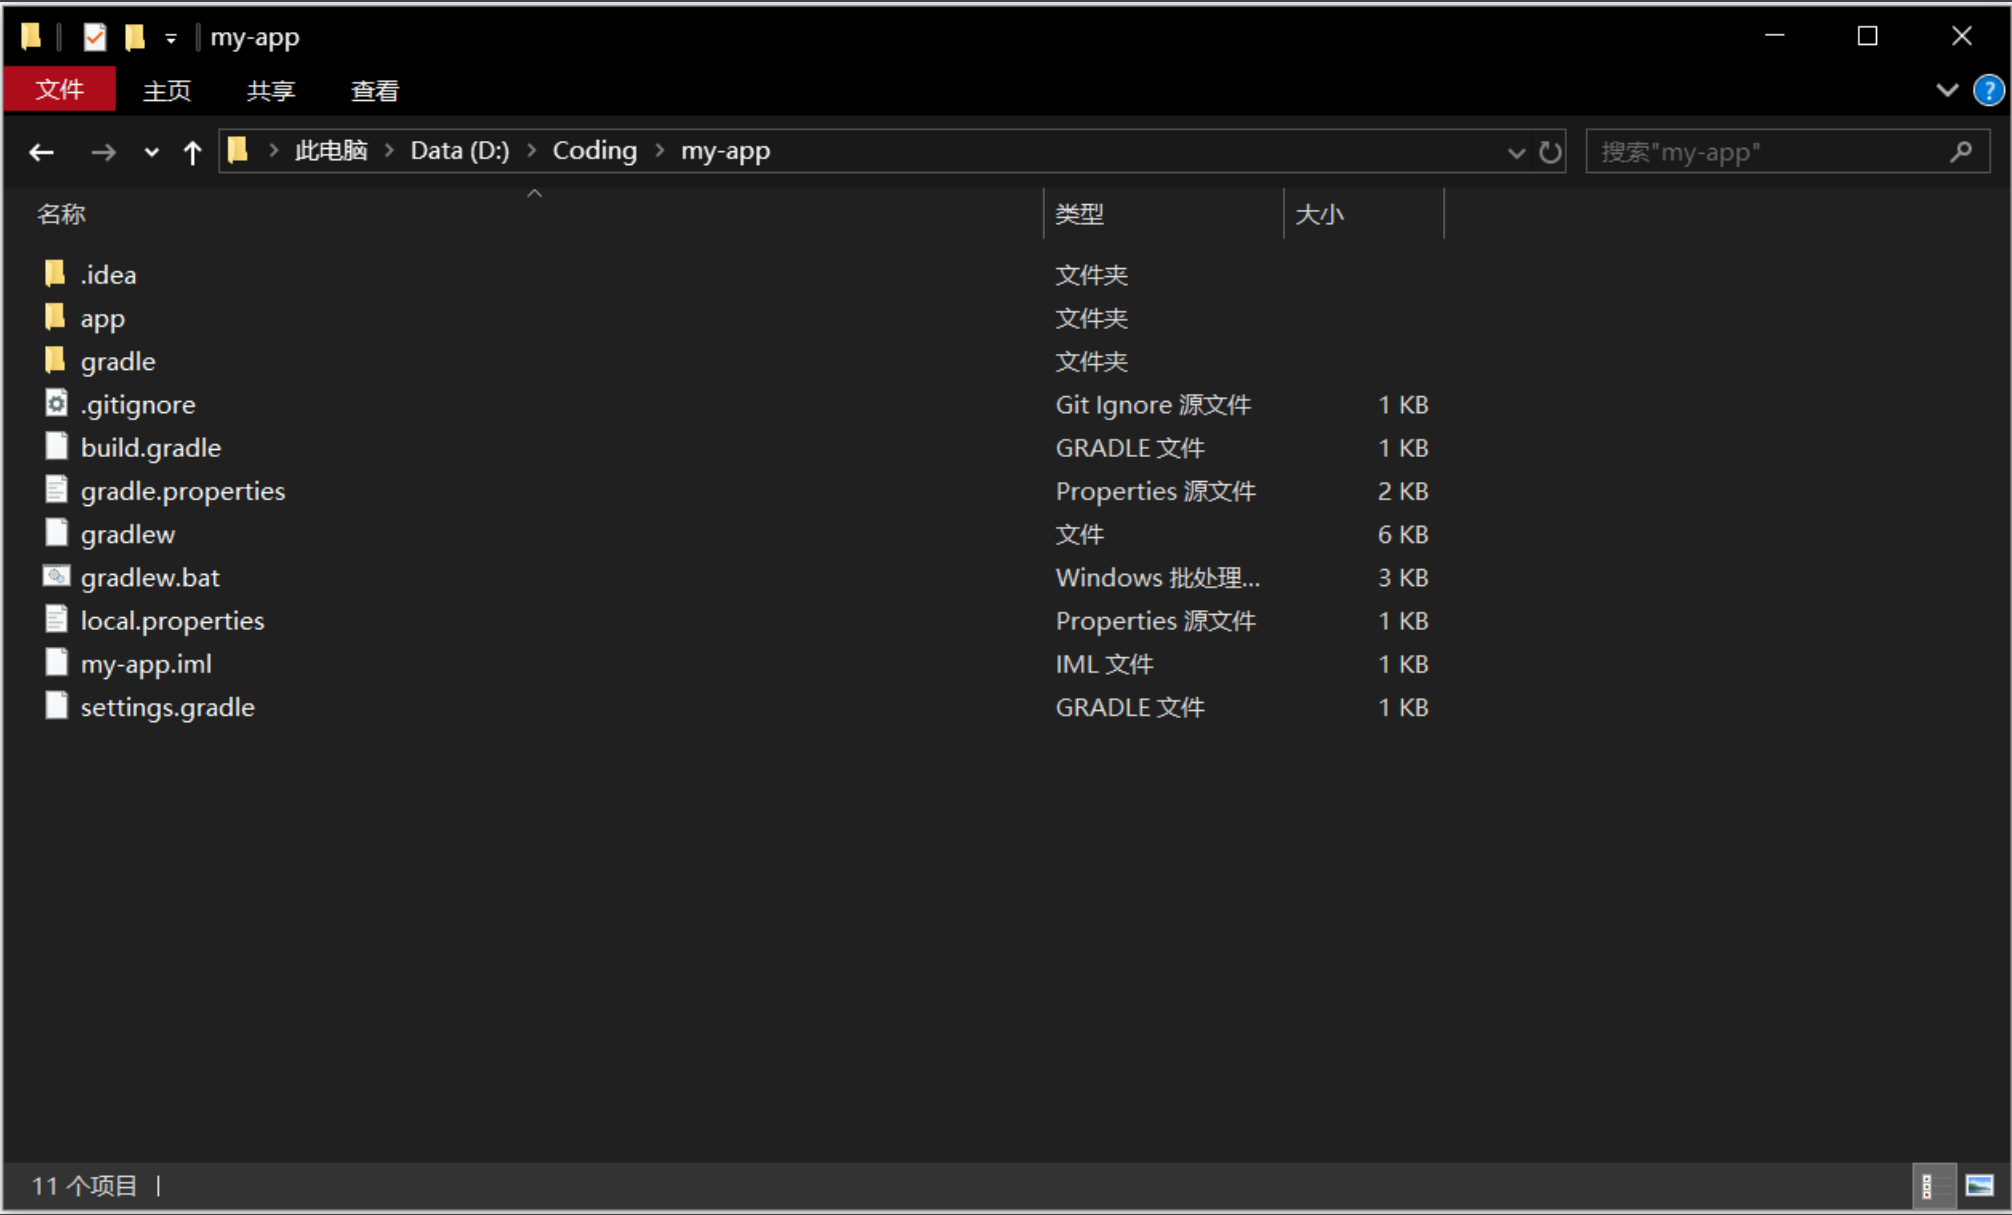 my-app
文件 主页 共享 查看
此电脑 > Data (D:) > Coding > my-app 搜索"my-app"
名称 类型 大小
.idea 文件夹
app 文件夹
gradle 文件夹
.gitignore Git Ignore 源文件 1 KB
build.gradle GRADLE 文件 1 KB
gradle.properties Properties 源文件 2 KB
gradlew 文件 6 KB
gradlew.bat Windows 批处理... 3 KB
local.properties Properties 源文件 1 KB
my-app.iml IML 文件 1 KB
settings.gradle GRADLE 文件 1 KB
11 个项目